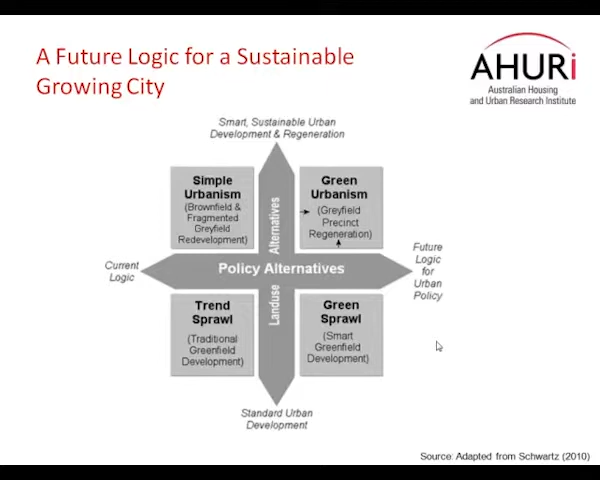 A Future Logic for a Sustainable
Growing City
AHURi
Australian Housing
and Urban Research Institute
Smart, Sustainable Urban
Development & Regeneration
Simple
Urbanism
(Brownfield &
Fragmented
Greyfield
Redevelopment)
Green
Urbanism
(Greyfield
Precinct
Regeneration)
Landuse Alternatives
Current
Logic
Policy Alternatives
Future
Logic
for
Urban
Policy
Trend
Sprawl
(Traditional
Greenfield
Development)
Green
Sprawl
(Smart
Greenfield
Development)
Standard Urban
Development
Source: Adapted from Schwartz (2010)